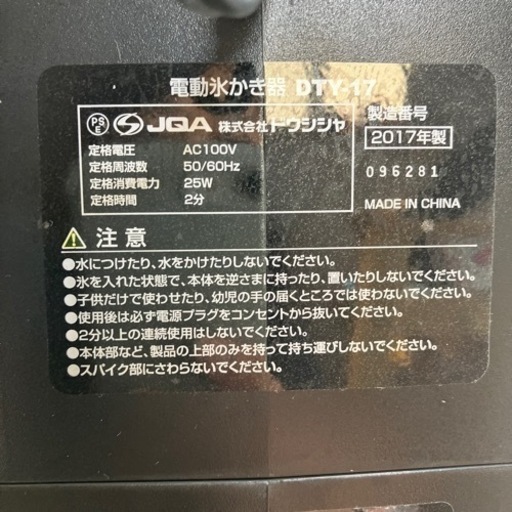 電動氷かき器 DTY-17
PSE JQA 株式会社ドウシシャ
定格電圧 AC100V
定格周波数 50/60Hz
定格消費電力 25W
定格時間 2分
製造番号
2017年製
096281
MADE IN CHINA
注意
●水につけたり、水をかけたりしないでください。
●氷を入れた状態で、本体を逆さまに持ったり、置いたりしないでください。
●子供だけで使わせたり、幼児の手の届くところでは使わないでください。
●使用後は必ず電源プラグをコンセントから抜いてください。
●2分以上の連続使用はしないでください。
●本体部など、製品の上部のみを持って持ち運びしないでください。
●スパイク部にさわらないでください。